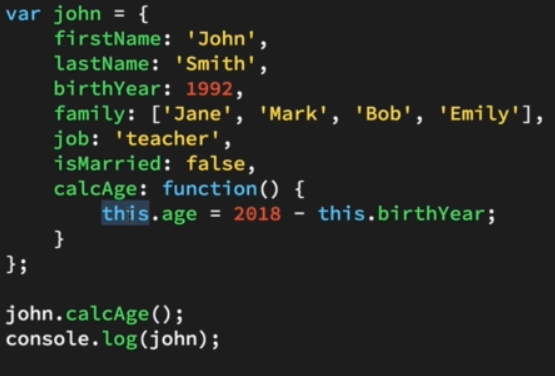 var john = {
    firstName: 'John',
    lastName: 'Smith',
    birthYear: 1992,
    family: ['Jane', 'Mark', 'Bob', 'Emily'],
    job: 'teacher',
    isMarried: false,
    calcAge: function() {
        this.age = 2018 - this.birthYear;
    }
};

john.calcAge();
console.log(john);